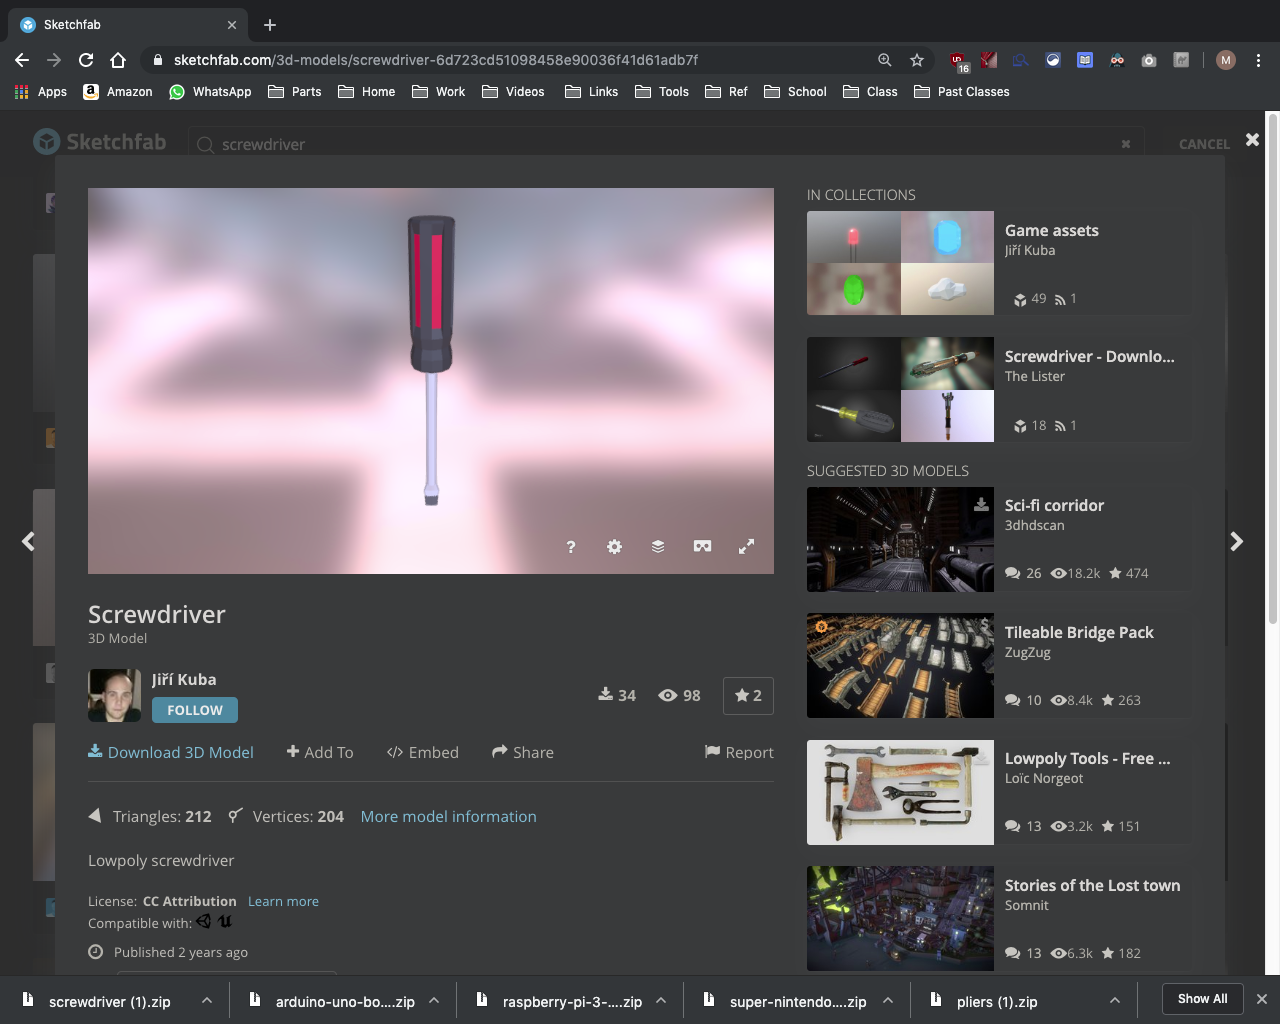 Sketchfab
sketchfab.com/3d-models/screwdriver-6d723cd51098458e90036f41d61adb7f
16
M
Apps
Amazon
WhatsApp
Parts
Home
Work
Videos
Links
Tools
Ref
School
Class
Past Classes
Sketchfab
screwdriver
CANCEL
?
Screwdriver
3D Model
Jiří Kuba
FOLLOW
34
98
2
Download 3D Model
Add To
</> Embed
Share
Report
Triangles: 212
Vertices: 204
More model information
Lowpoly screwdriver
License: CC Attribution Learn more
Compatible with:
Published 2 years ago
IN COLLECTIONS
Game assets
Jiří Kuba
49 1
Screwdriver - Downlo...
The Lister
18 1
SUGGESTED 3D MODELS
Sci-fi corridor
3dhdscan
26 18.2k 474
$
Tileable Bridge Pack
ZugZug
10 8.4k 263
Lowpoly Tools - Free ...
Loïc Norgeot
13 3.2k 151
Stories of the Lost town
Somnit
13 6.3k 182
screwdriver (1).zip
arduino-uno-bo....zip
raspberry-pi-3-....zip
super-nintendo....zip
pliers (1).zip
Show All